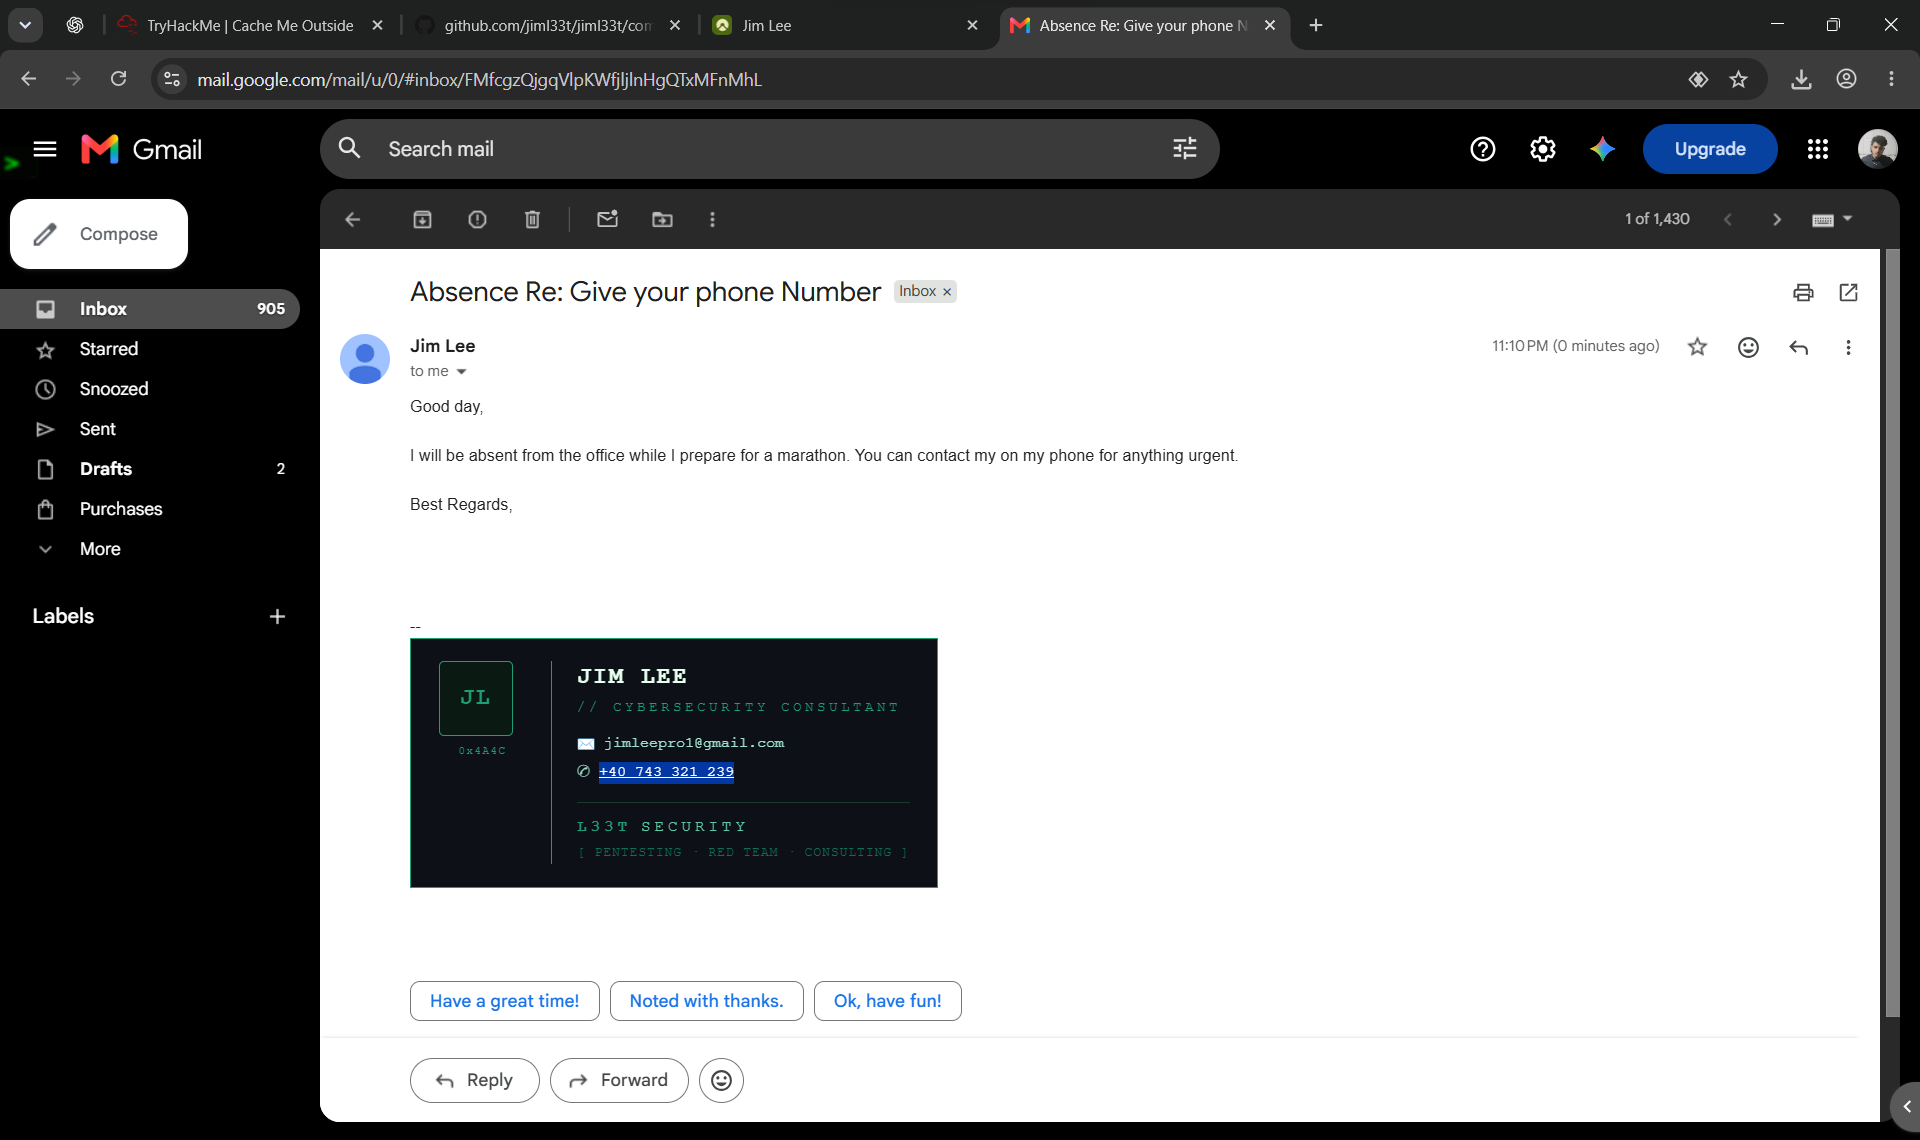 TryHackMe | Cache Me Outside
github.com/jiml33t/jiml33t/com
Jim Lee
Absence Re: Give your phone N
mail.google.com/mail/u/0/#inbox/FMfcgzQjgqVlpKWfjljlnHgQTxMFnMhL
Gmail
Search mail
Upgrade
Compose
1 of 1,430
Inbox 905
Starred
Snoozed
Sent
Drafts 2
Purchases
More
Labels
Absence Re: Give your phone Number Inbox ×
Jim Lee
11:10 PM (0 minutes ago)
to me
Good day,
I will be absent from the office while I prepare for a marathon. You can contact my on my phone for anything urgent.
Best Regards,
--
JL
0x4A4C
JIM LEE
// CYBERSECURITY CONSULTANT
jimleepro1@gmail.com
+40 743 321 239
L33T SECURITY
[ PENTESTING · RED TEAM · CONSULTING ]
Have a great time!
Noted with thanks.
Ok, have fun!
Reply
Forward